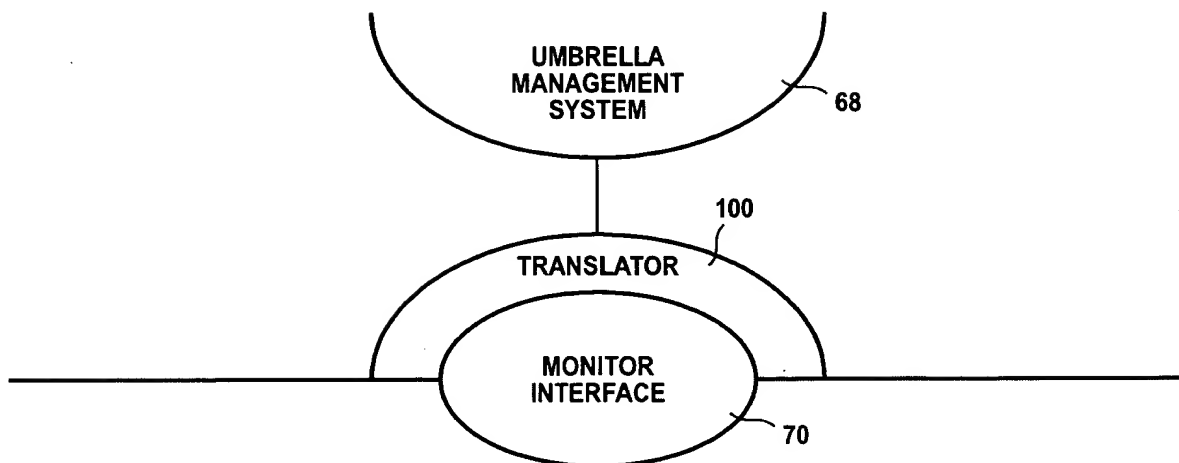 UMBRELLA
MANAGEMENT
SYSTEM
68
100
TRANSLATOR
MONITOR
INTERFACE
70